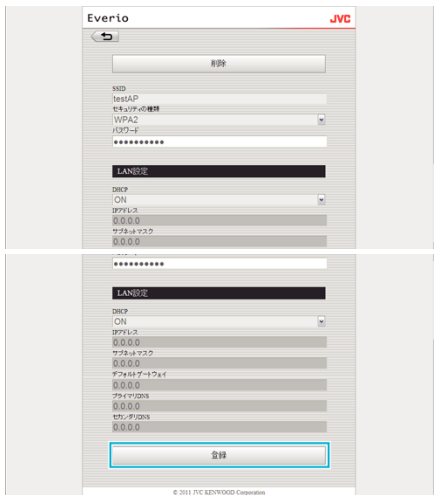 Everio
JVC
削除
SSID
testAP
セキュリティの種類
WPA2
パスワード
●●●●●●●●●●
LAN設定
DHCP
ON
IPアドレス
0.0.0.0
サブネットマスク
0.0.0.0
●●●●●●●●●●
LAN設定
DHCP
ON
IPアドレス
0.0.0.0
サブネットマスク
0.0.0.0
デフォルトゲートウェイ
0.0.0.0
プライマリDNS
0.0.0.0
セカンダリDNS
0.0.0.0
登録
© 2011 JVC KENWOOD Corporation